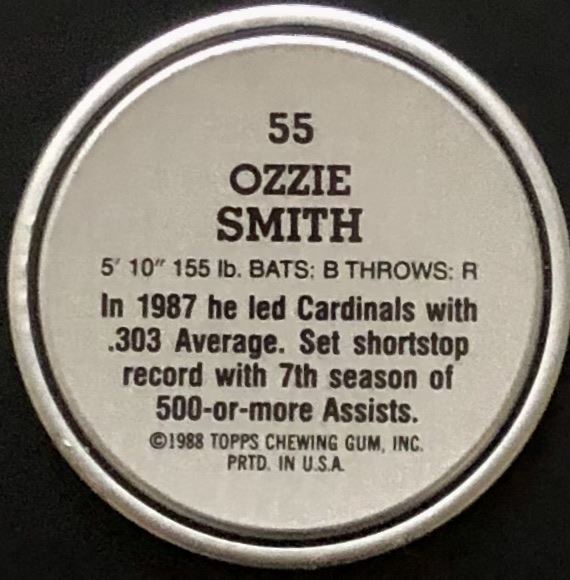 55
OZZIE
SMITH
5' 10" 155 lb. BATS: B THROWS: R
In 1987 he led Cardinals with
.303 Average. Set shortstop
record with 7th season of
500-or-more Assists.
©1988 TOPPS CHEWING GUM, INC.
PRTD. IN U.S.A.